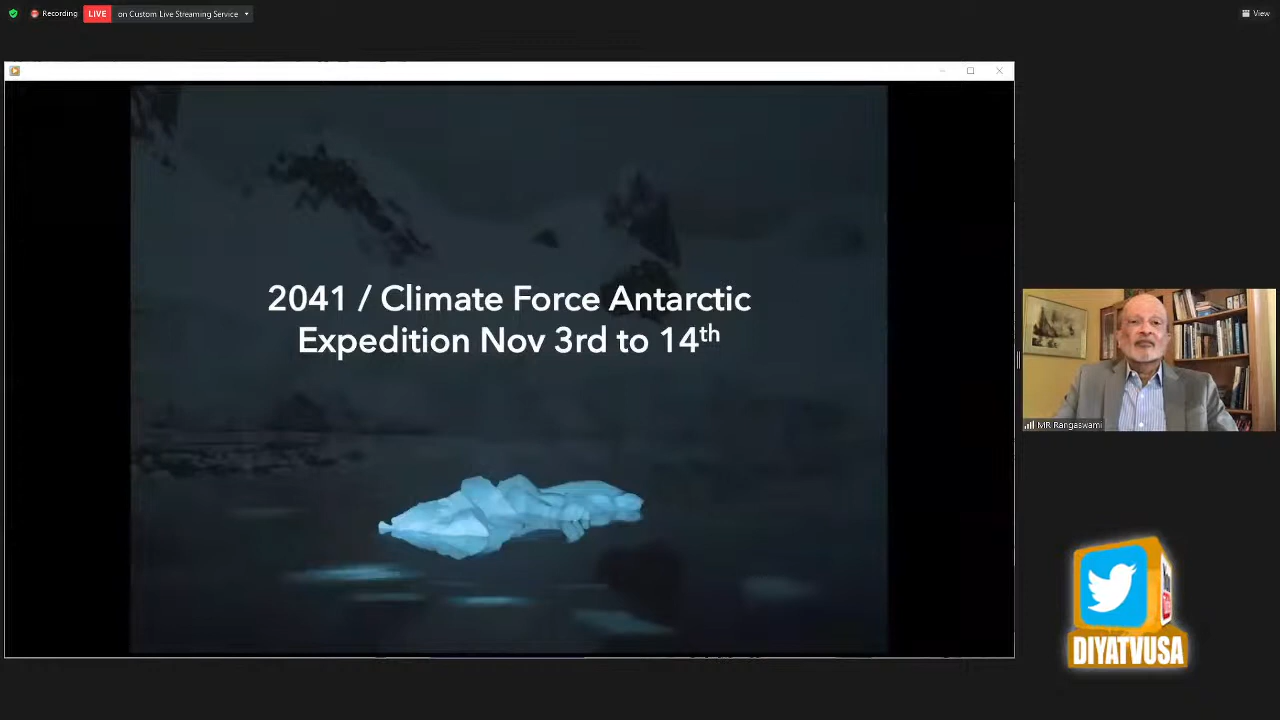 Recording
LIVE
on Custom Live Streaming Service
View
2041 / Climate Force Antarctic
Expedition Nov 3rd to 14th
MR Rangaswami
DIYATVUSA